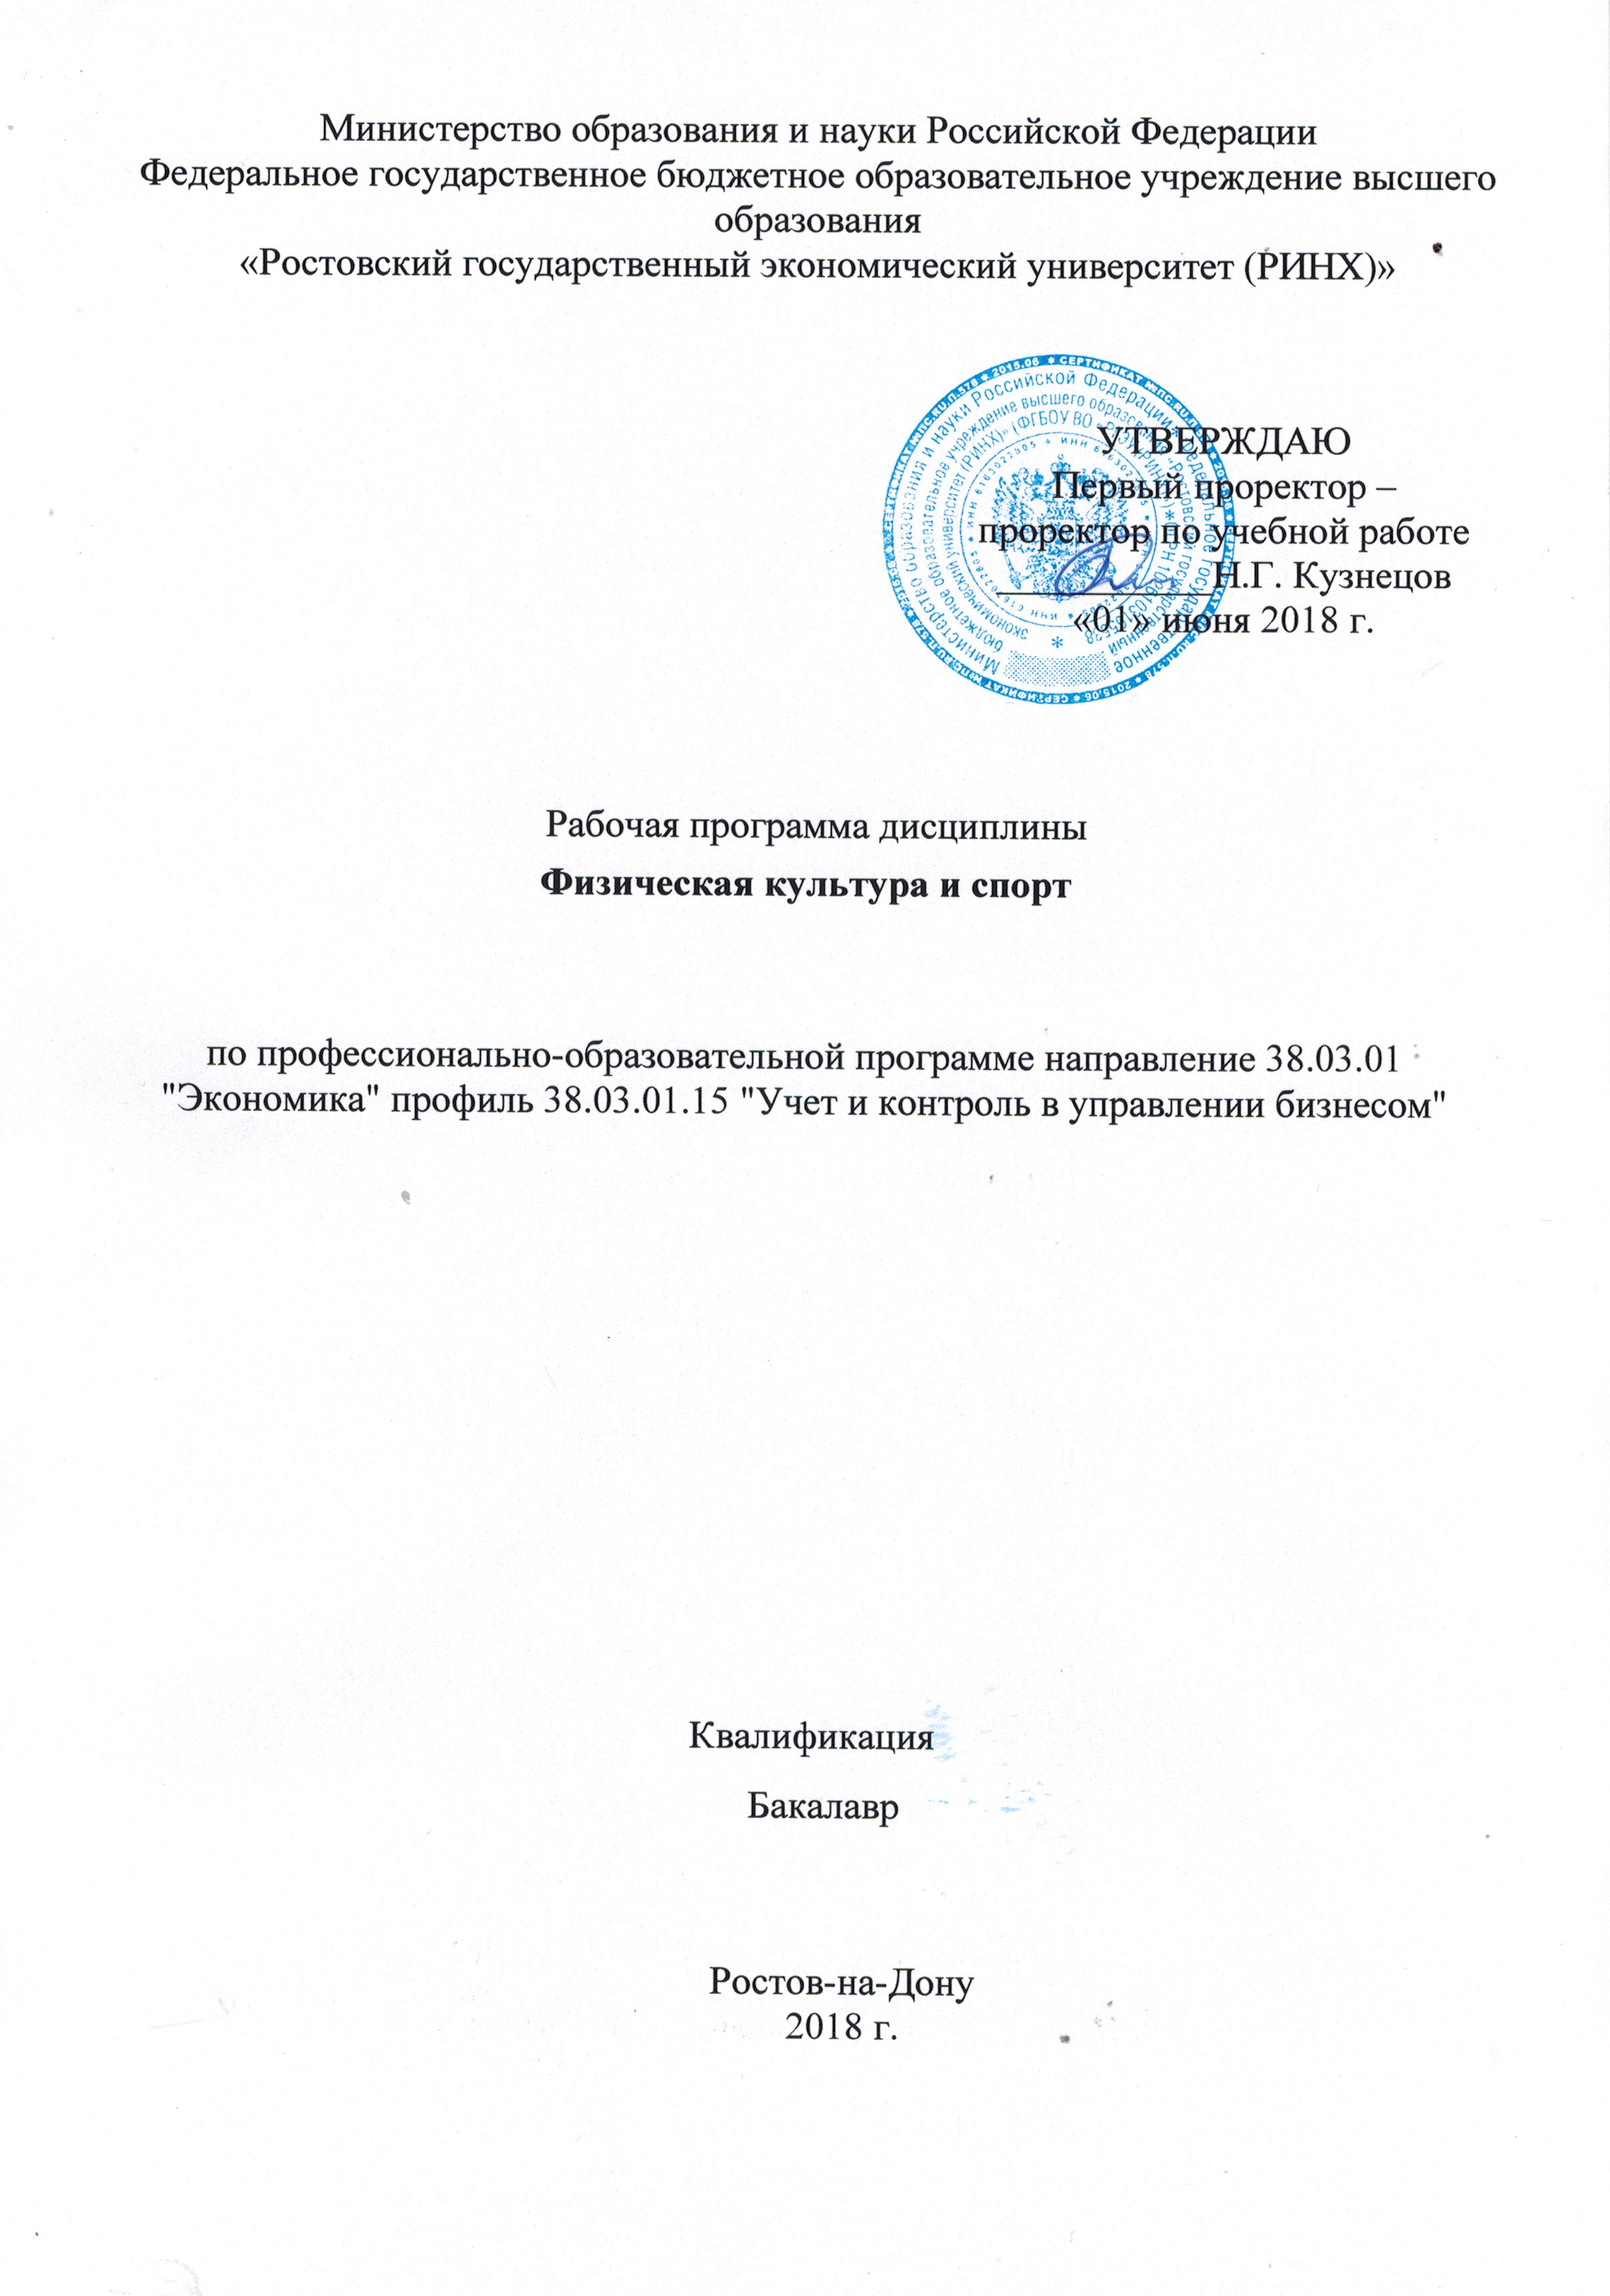 Министерство образования и науки Российской Федерации
Федеральное государственное бюджетное образовательное учреждение высшего
образования
«Ростовский государственный экономический университет (РИНХ)»
УТВЕРЖДАЮ
Первый проректор –
проректор по учебной работе
Н.Г. Кузнецов
«01» июня 2018 г.
Рабочая программа дисциплины
Физическая культура и спорт
по профессионально-образовательной программе направление 38.03.01
"Экономика" профиль 38.03.01.15 "Учет и контроль в управлении бизнесом"
Квалификация
Бакалавр
Ростов-на-Дону
2018 г.